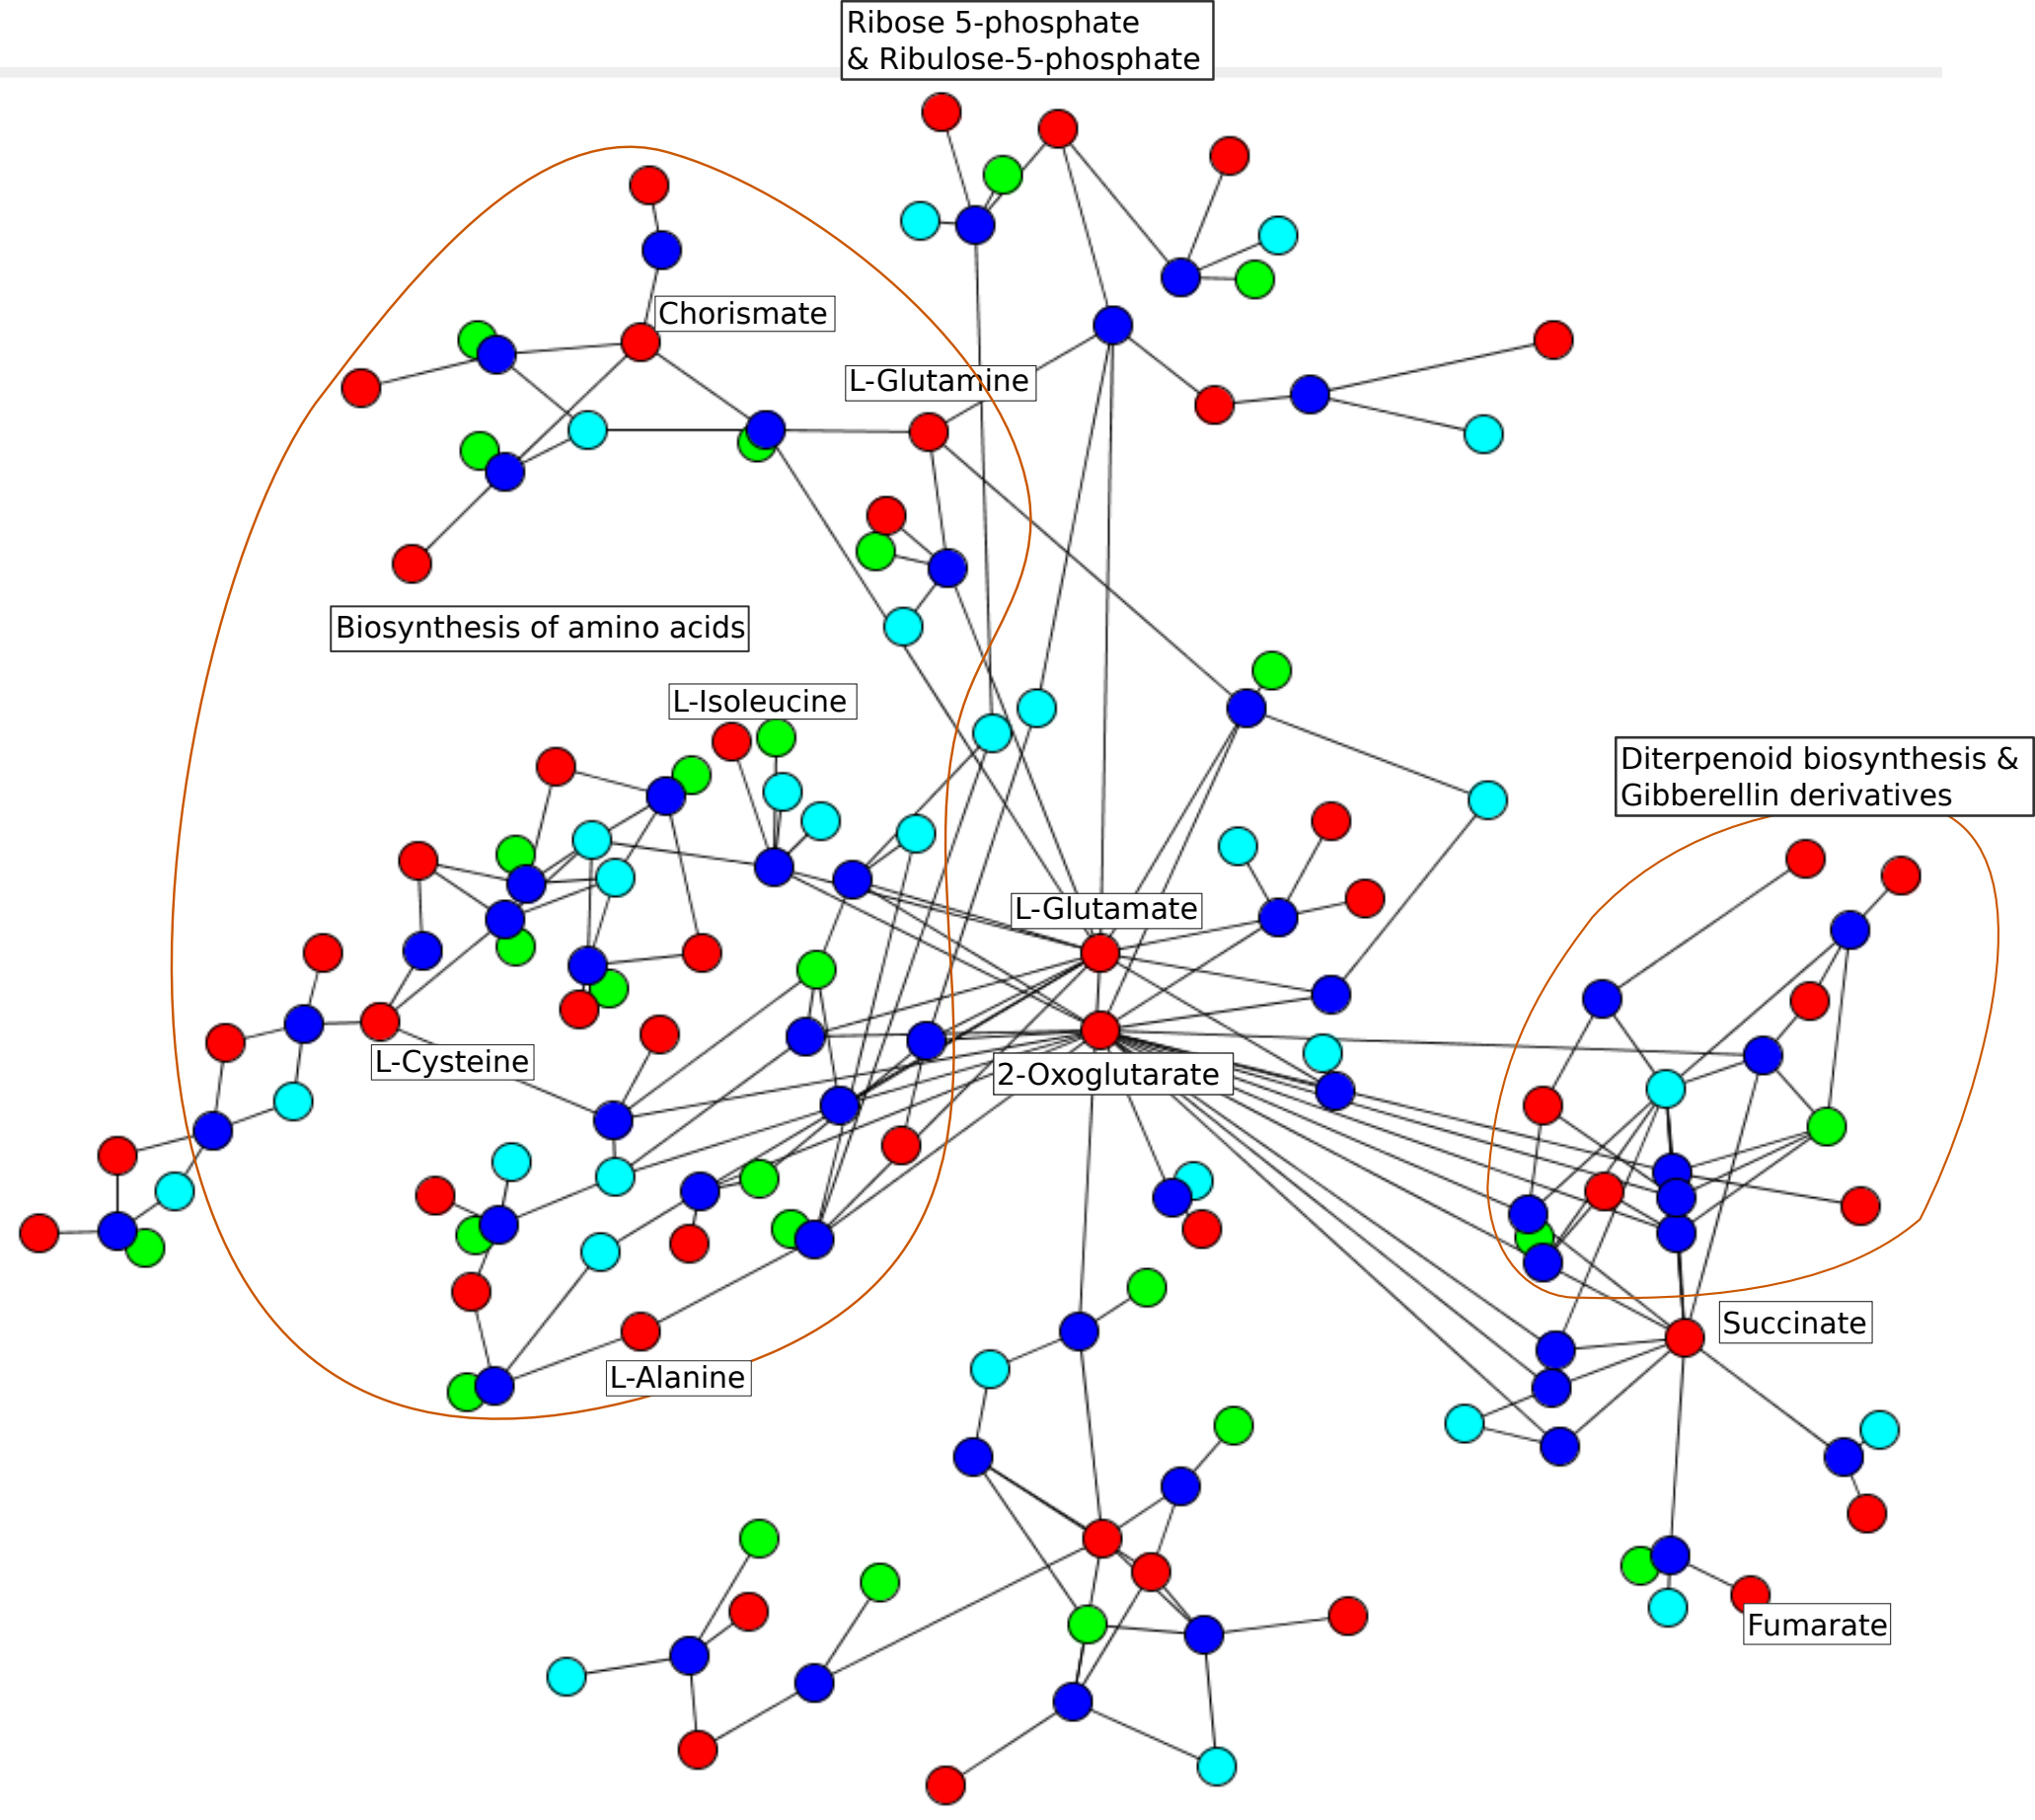 Ribose 5-phosphate
& Ribulose-5-phosphate
Chorismate
L-Glutamine
Biosynthesis of amino acids
L-Isoleucine
Diterpenoid biosynthesis &
Gibberellin derivatives
L-Glutamate
L-Cysteine
2-Oxoglutarate
Succinate
L-Alanine
Fumarate